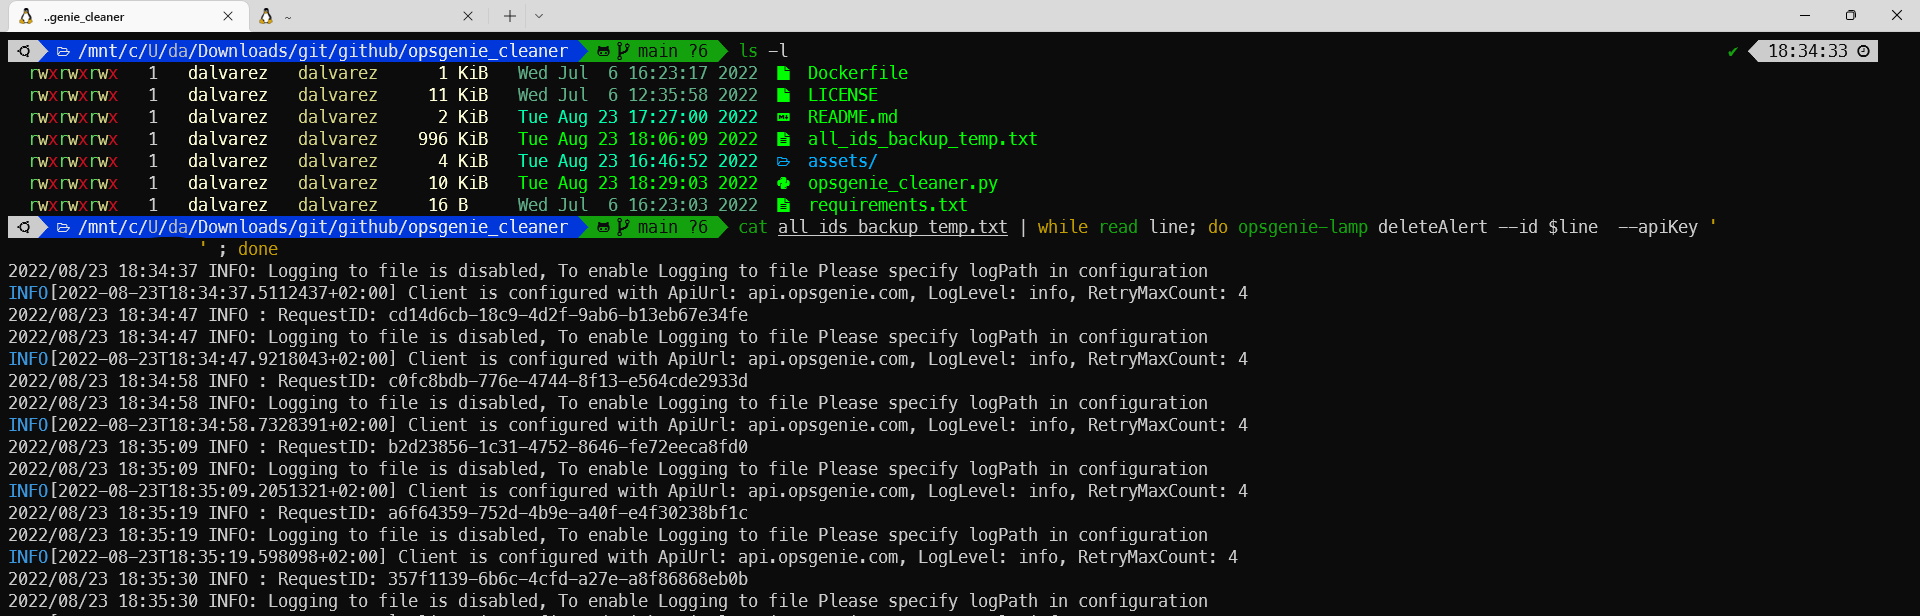 ..genie_cleaner
~
/mnt/c/U/da/Downloads/git/github/opsgenie_cleaner main ?6 ls -l 18:34:33
rwxrwxrwx 1 dalvarez dalvarez 1 KiB Wed Jul 6 16:23:17 2022 Dockerfile
rwxrwxrwx 1 dalvarez dalvarez 11 KiB Wed Jul 6 12:35:58 2022 LICENSE
rwxrwxrwx 1 dalvarez dalvarez 2 KiB Tue Aug 23 17:27:00 2022 README.md
rwxrwxrwx 1 dalvarez dalvarez 996 KiB Tue Aug 23 18:06:09 2022 all_ids_backup_temp.txt
rwxrwxrwx 1 dalvarez dalvarez 4 KiB Tue Aug 23 16:46:52 2022 assets/
rwxrwxrwx 1 dalvarez dalvarez 10 KiB Tue Aug 23 18:29:03 2022 opsgenie_cleaner.py
rwxrwxrwx 1 dalvarez dalvarez 16 B Wed Jul 6 16:23:03 2022 requirements.txt
/mnt/c/U/da/Downloads/git/github/opsgenie_cleaner main ?6 cat all_ids_backup_temp.txt | while read line; do opsgenie-lamp deleteAlert --id $line --apiKey '
' ; done
2022/08/23 18:34:37 INFO: Logging to file is disabled, To enable Logging to file Please specify logPath in configuration
INFO[2022-08-23T18:34:37.5112437+02:00] Client is configured with ApiUrl: api.opsgenie.com, LogLevel: info, RetryMaxCount: 4
2022/08/23 18:34:47 INFO : RequestID: cd14d6cb-18c9-4d2f-9ab6-b13eb67e34fe
2022/08/23 18:34:47 INFO: Logging to file is disabled, To enable Logging to file Please specify logPath in configuration
INFO[2022-08-23T18:34:47.9218043+02:00] Client is configured with ApiUrl: api.opsgenie.com, LogLevel: info, RetryMaxCount: 4
2022/08/23 18:34:58 INFO : RequestID: c0fc8bdb-776e-4744-8f13-e564cde2933d
2022/08/23 18:34:58 INFO: Logging to file is disabled, To enable Logging to file Please specify logPath in configuration
INFO[2022-08-23T18:34:58.7328391+02:00] Client is configured with ApiUrl: api.opsgenie.com, LogLevel: info, RetryMaxCount: 4
2022/08/23 18:35:09 INFO : RequestID: b2d23856-1c31-4752-8646-fe72eeca8fd0
2022/08/23 18:35:09 INFO: Logging to file is disabled, To enable Logging to file Please specify logPath in configuration
INFO[2022-08-23T18:35:09.2051321+02:00] Client is configured with ApiUrl: api.opsgenie.com, LogLevel: info, RetryMaxCount: 4
2022/08/23 18:35:19 INFO : RequestID: a6f64359-752d-4b9e-a40f-e4f30238bf1c
2022/08/23 18:35:19 INFO: Logging to file is disabled, To enable Logging to file Please specify logPath in configuration
INFO[2022-08-23T18:35:19.598098+02:00] Client is configured with ApiUrl: api.opsgenie.com, LogLevel: info, RetryMaxCount: 4
2022/08/23 18:35:30 INFO : RequestID: 357f1139-6b6c-4cfd-a27e-a8f86868eb0b
2022/08/23 18:35:30 INFO: Logging to file is disabled, To enable Logging to file Please specify logPath in configuration